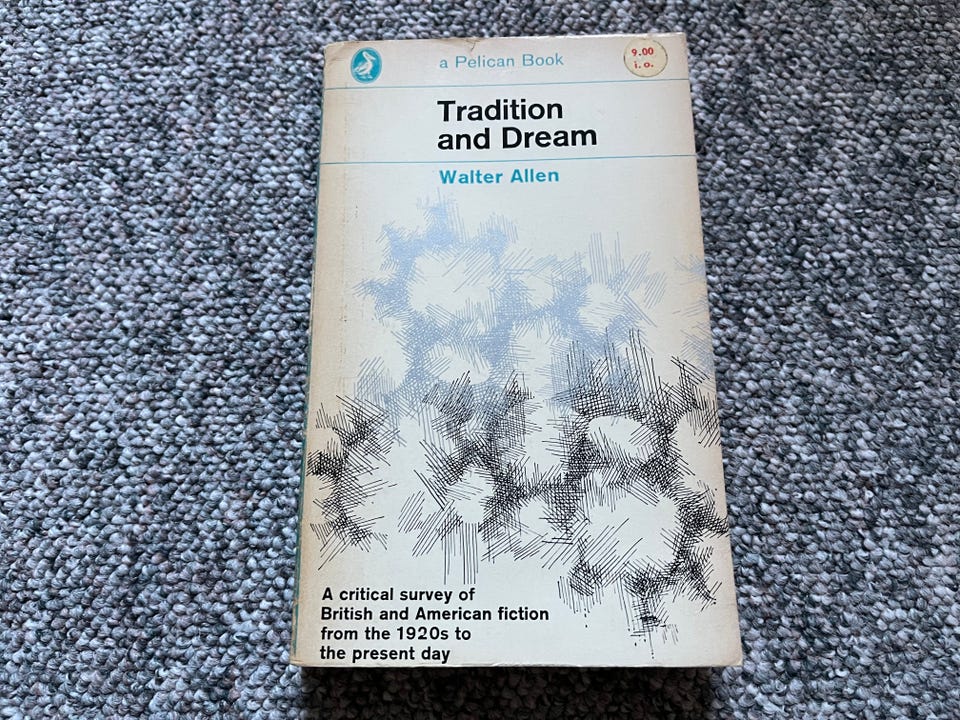 a Pelican Book
9.00
i.o.
Tradition
and Dream
Walter Allen
A critical survey of
British and American fiction
from the 1920s to
the present day